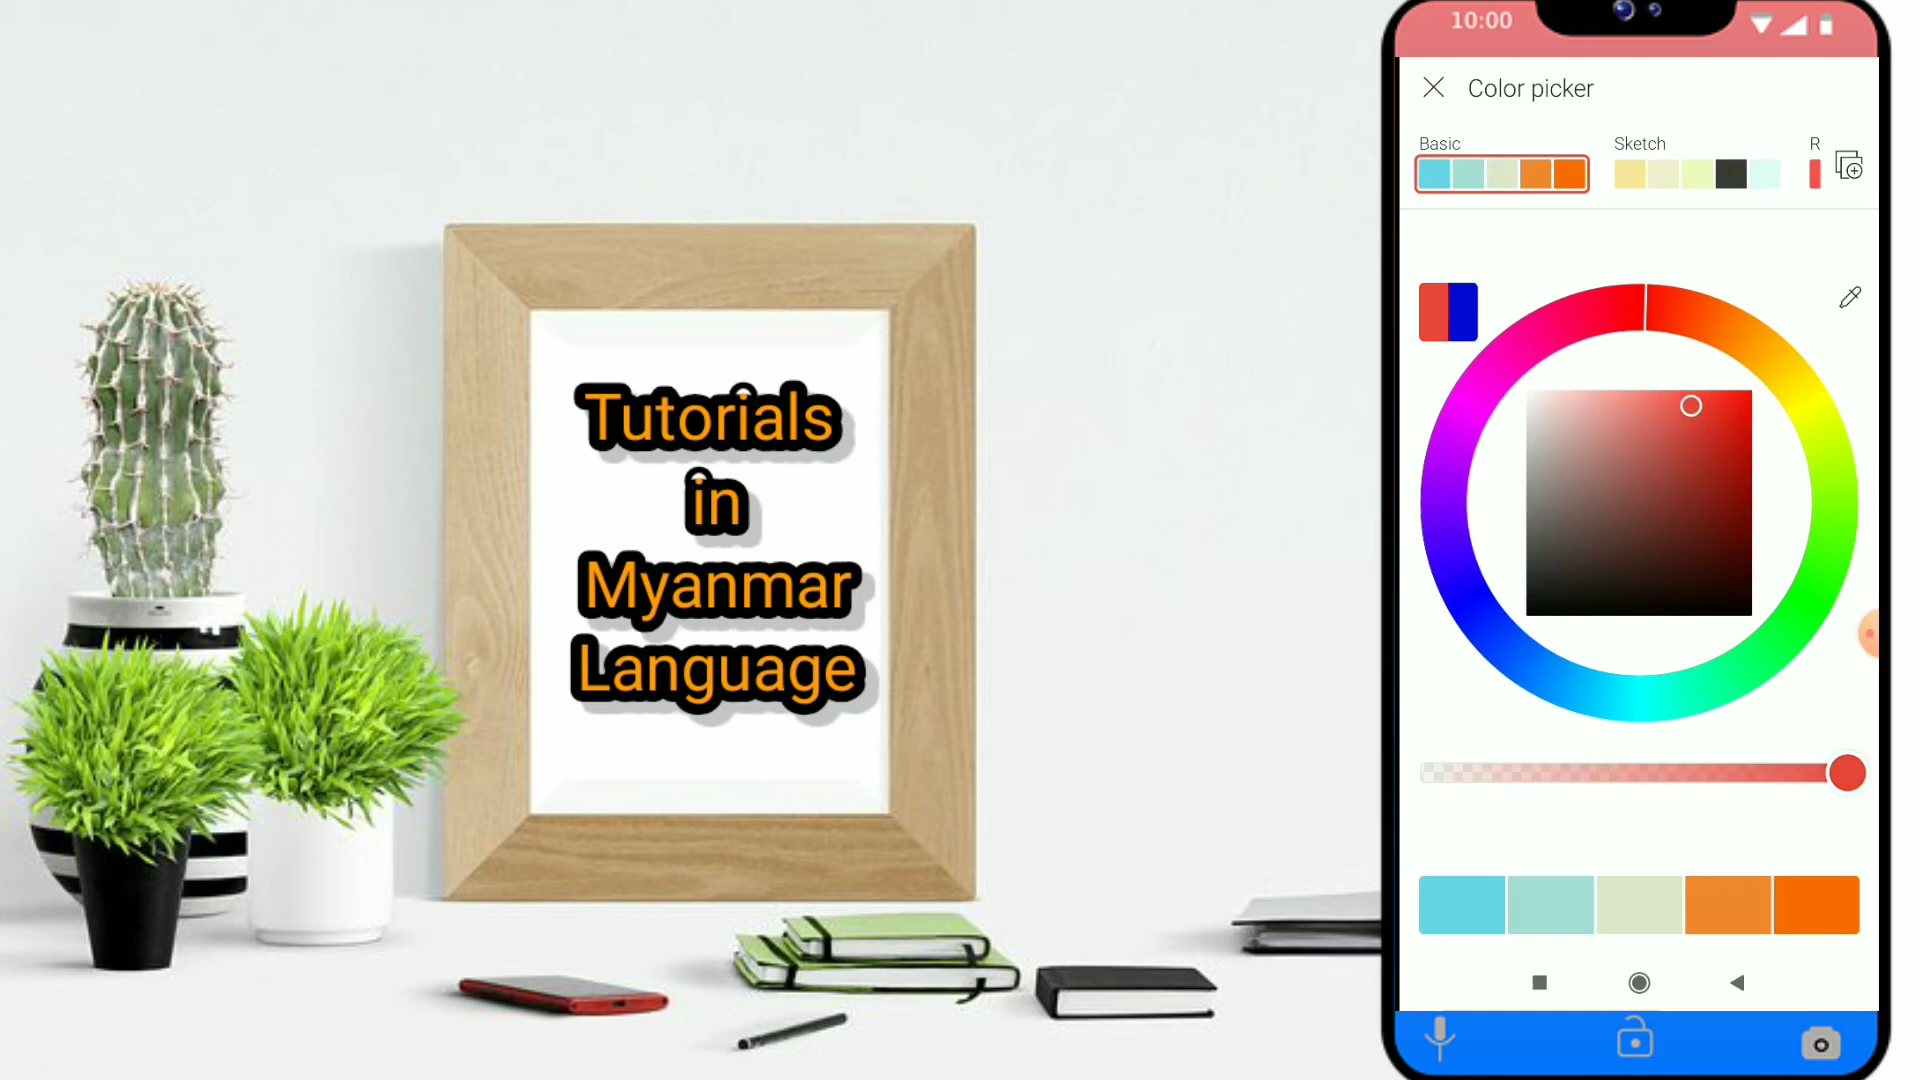 Tutorials
in
Myanmar
Language
10:00
Color picker
Basic
Sketch
R